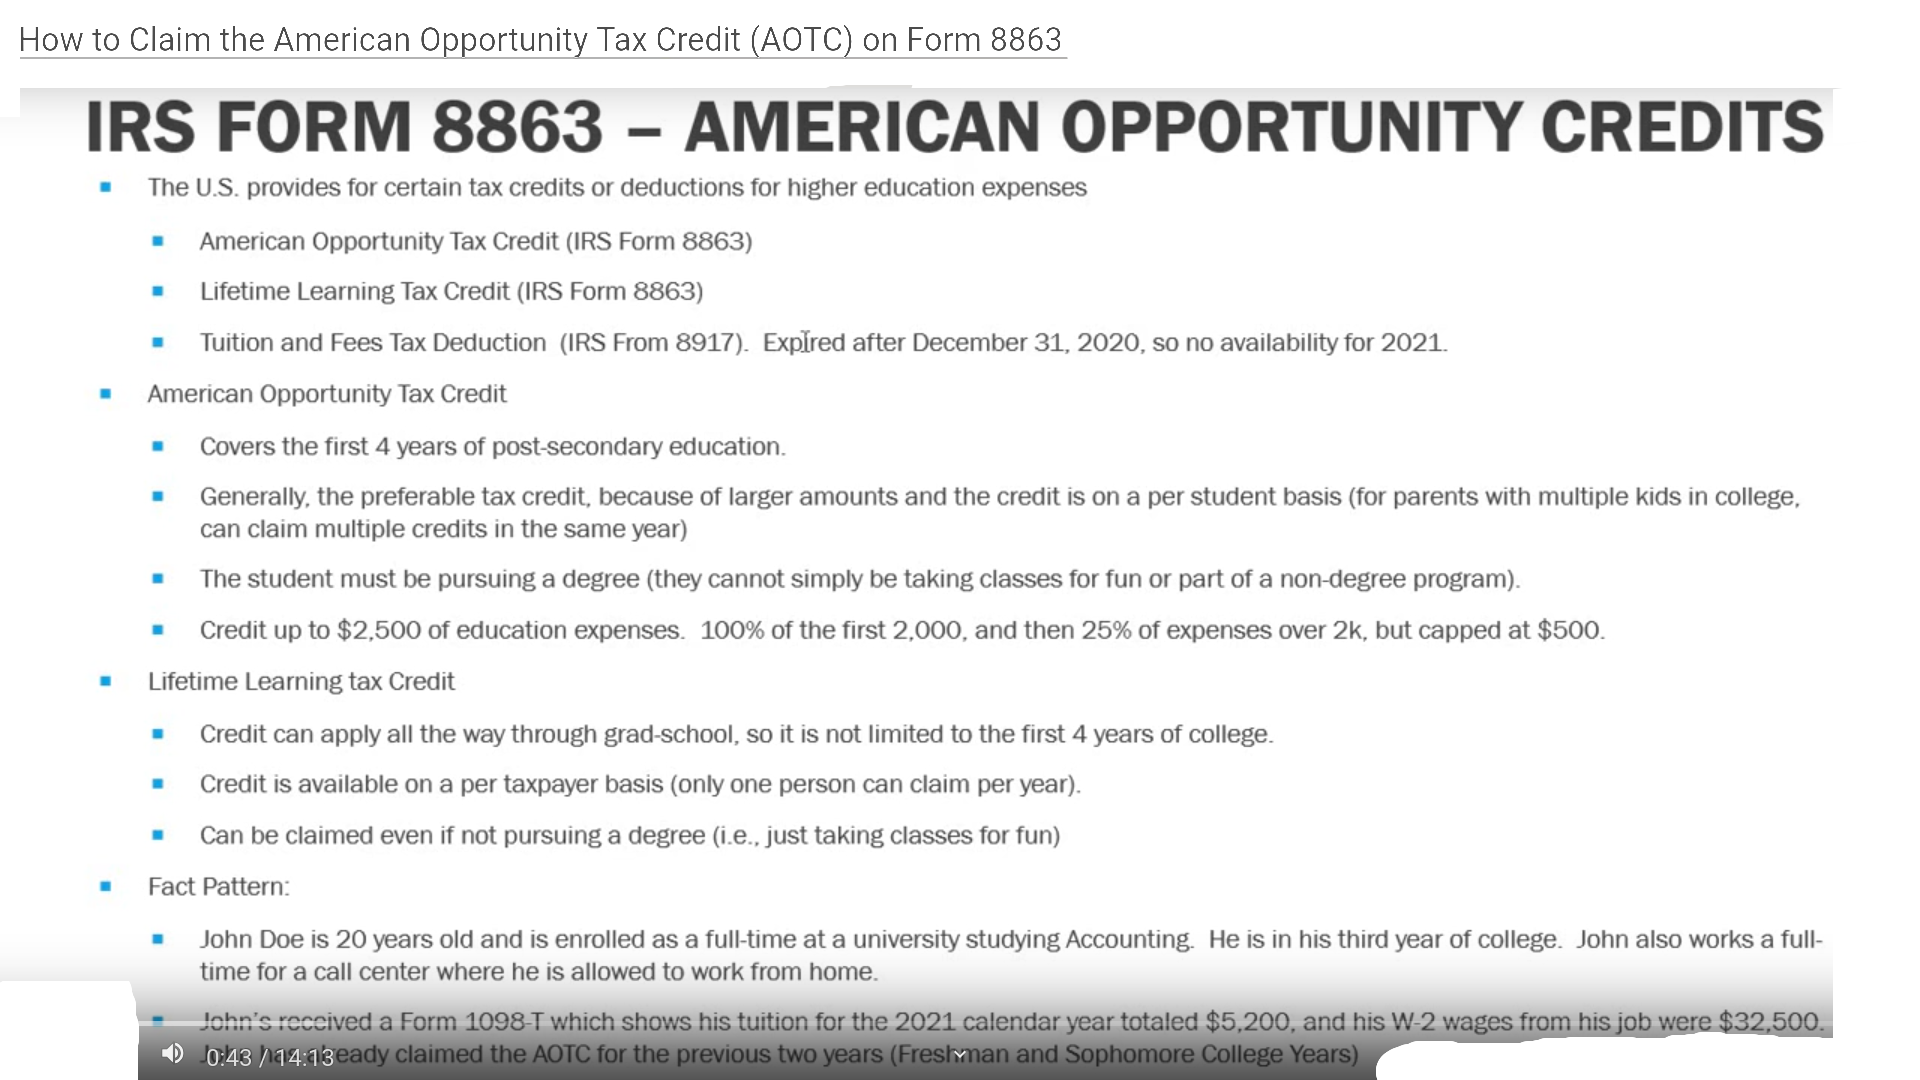 How to Claim the American Opportunity Tax Credit (AOTC) on Form 8863
IRS FORM 8863 – AMERICAN OPPORTUNITY CREDITS
The U.S. provides for certain tax credits or deductions for higher education expenses
American Opportunity Tax Credit (IRS Form 8863)
Lifetime Learning Tax Credit (IRS Form 8863)
Tuition and Fees Tax Deduction (IRS From 8917). Expired after December 31, 2020, so no availability for 2021.
American Opportunity Tax Credit
Covers the first 4 years of post-secondary education.
Generally, the preferable tax credit, because of larger amounts and the credit is on a per student basis (for parents with multiple kids in college,
can claim multiple credits in the same year)
The student must be pursuing a degree (they cannot simply be taking classes for fun or part of a non-degree program).
Credit up to $2,500 of education expenses. 100% of the first 2,000, and then 25% of expenses over 2k, but capped at $500.
Lifetime Learning tax Credit
Credit can apply all the way through grad-school, so it is not limited to the first 4 years of college.
Credit is available on a per taxpayer basis (only one person can claim per year).
Can be claimed even if not pursuing a degree (i.e., just taking classes for fun)
Fact Pattern:
John Doe is 20 years old and is enrolled as a full-time at a university studying Accounting. He is in his third year of college. John also works a full-
time for a call center where he is allowed to work from home.
John's received a Form 1098-T which shows his tuition for the 2021 calendar year totaled $5,200, and his W-2 wages from his job were $32,500.
already claimed the AOTC for the previous two years (Freshman and Sophomore College Years)
0:43 / 14:13